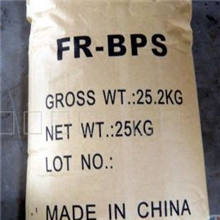 FR-BPS
GROSS WT.:25.2KG
NET WT.:25KG
LOT NO.:
MADE IN CHINA